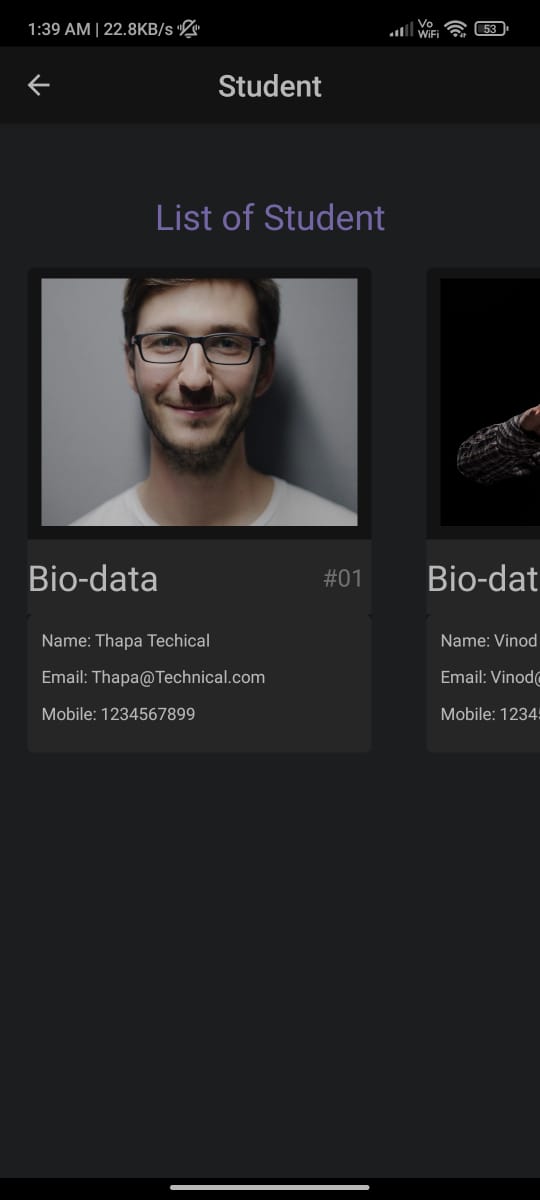 1:39 AM | 22.8KB/s
Vo
WiFi
53
Student
List of Student
Bio-data
#01
Name: Thapa Techical
Email: Thapa@Technical.com
Mobile: 1234567899
Bio-dat
Name: Vinod
Email: Vinod@
Mobile: 1234